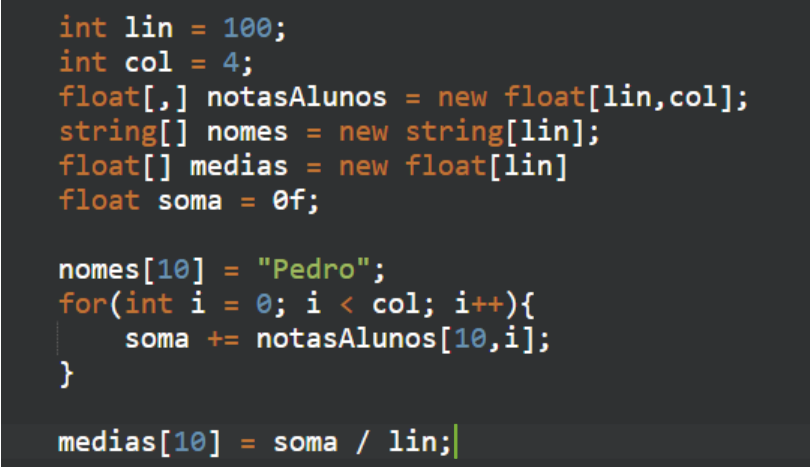 int lin = 100;
int col = 4;
float[,] notasAlunos = new float[lin,col];
string[] nomes = new string[lin];
float[] medias = new float[lin]
float soma = 0f;
nomes[10] = "Pedro";
for(int i = 0; i < col; i++){
soma += notasAlunos[10,i];
}
medias[10] = soma / lin;